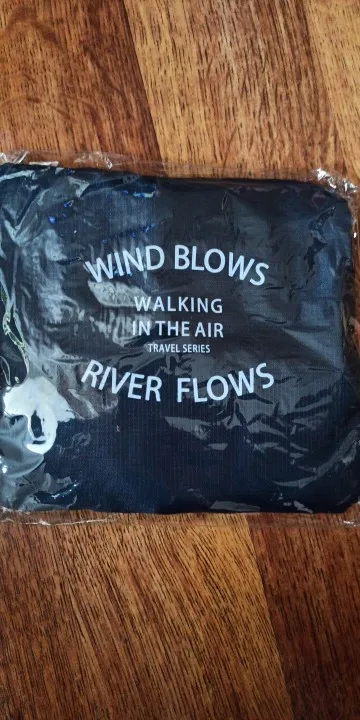 WIND BLOWS
WALKING
IN THE AIR
TRAVEL SERIES
RIVER FLOWS